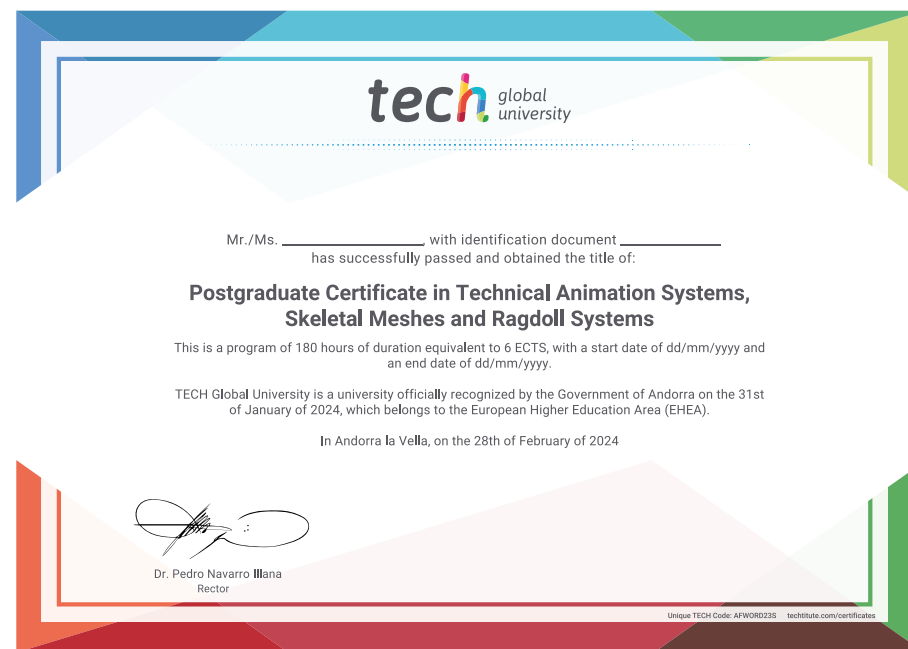 tech global
university
Mr./Ms. ____________, with identification document ____________
has successfully passed and obtained the title of:
Postgraduate Certificate in Technical Animation Systems,
Skeletal Meshes and Ragdoll Systems
This is a program of 180 hours of duration equivalent to 6 ECTS, with a start date of dd/mm/yyyy and
an end date of dd/mm/yyyy.
TECH Global University is a university officially recognized by the Government of Andorra on the 31st
of January of 2024, which belongs to the European Higher Education Area (EHEA).
In Andorra la Vella, on the 28th of February of 2024
Dr. Pedro Navarro Illana
Rector
Unique TECH Code: AFWORD23S techtitute.com/certificates